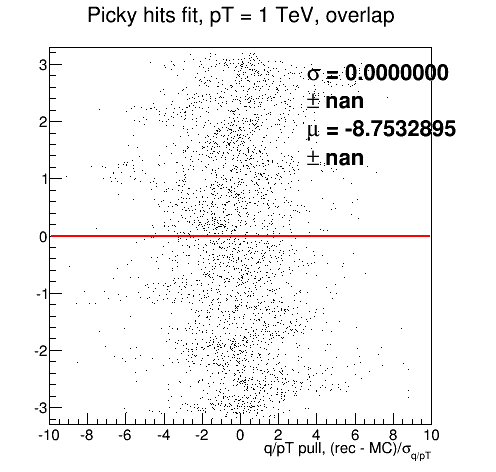 Picky hits fit, pT = 1 TeV, overlap
σ = 0.0000000
± nan
μ = -8.7532895
± nan
3
2
1
0
-1
-2
-3
-10 -8 -6 -4 -2 0 2 4 6 8 10
q/pT pull, (rec - MC)/σq/pT